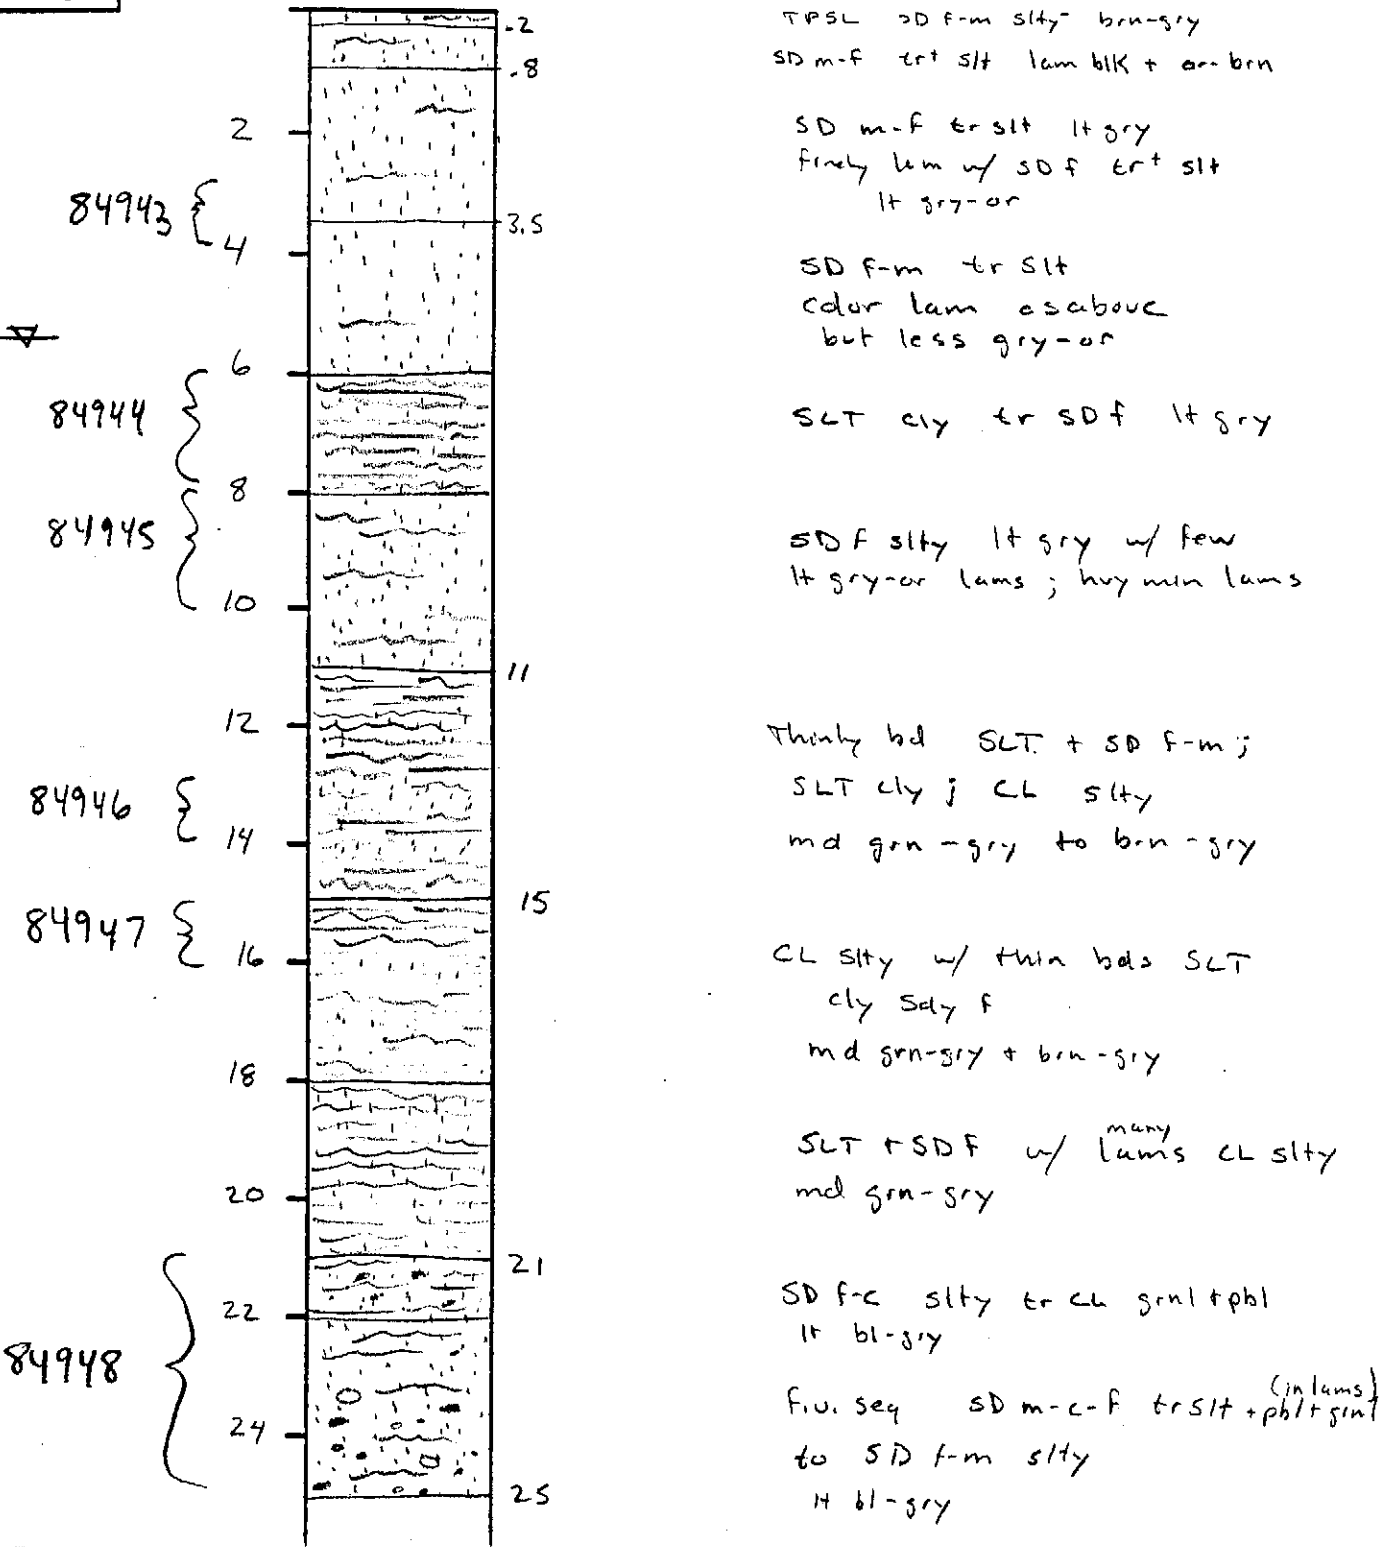 .2 TPSL SD f-m slty- brn-gry
SD m-f tr+ slt lam blk + or-brn
.8
2 SD m-f tr slt lt gry
finely lam w/ SD f tr+ slt
lt gry-or
84943
3.5
4 SD f-m tr slt
color lam as above
but less gry-or
6
84944 SLT cly tr SD f lt gry
8
84945 SD f slty lt gry w/ few
lt gry-or lams ; hvy min lams
10
11
12 Thinly bd SLT + SD f-m ;
84946 SLT cly ; CL slty
14 md grn-gry to brn-gry
15
84947
16 CL slty w/ thin bds SLT
cly sdy f
md grn-gry + brn-gry
18
SLT + SD f w/ many lams CL slty
20 md grn-gry
21
22 SD f-c slty tr CL grnl + pbl
lt bl-gry
84948
f.u. seq SD m-c-f tr slt + pbl + grnl (in lams)
24 to SD f-m slty
25 lt bl-gry